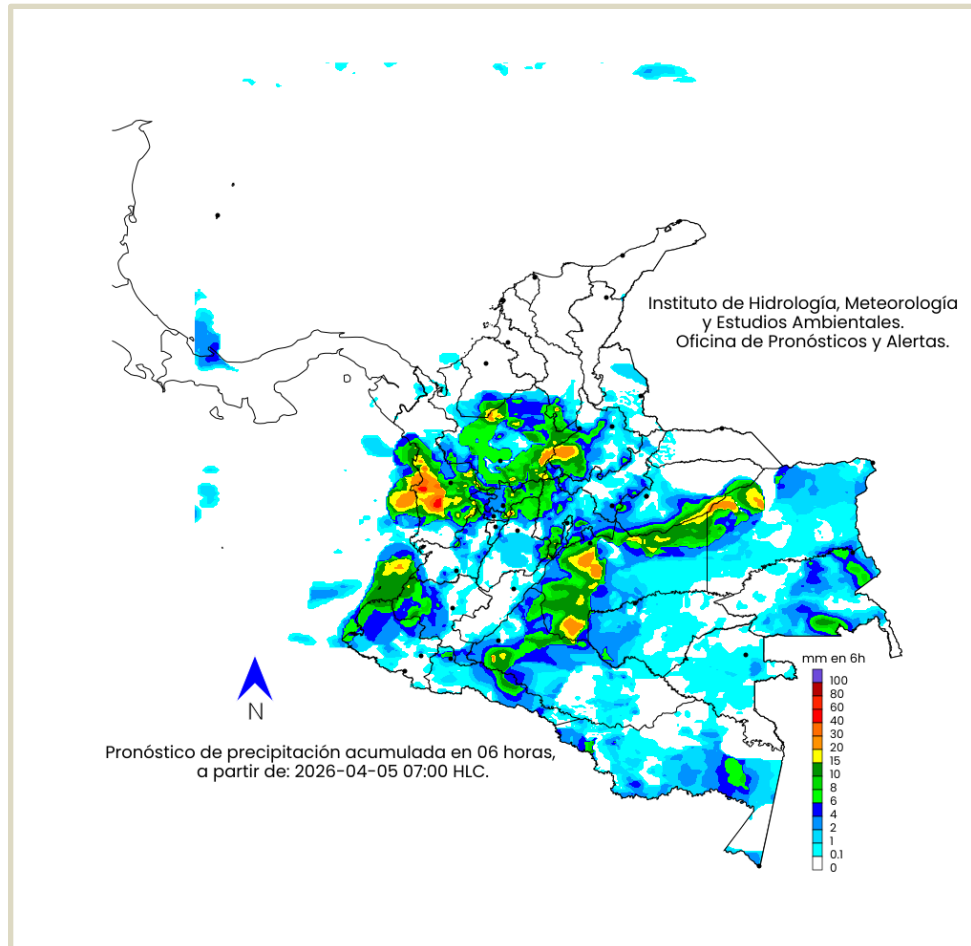 Instituto de Hidrología, Meteorología
y Estudios Ambientales.
Oficina de Pronósticos y Alertas.
N
Pronóstico de precipitación acumulada en 06 horas,
a partir de: 2026-04-05 07:00 HLC.
mm en 6h
100
80
60
40
30
20
15
10
8
6
4
2
1
0.1
0